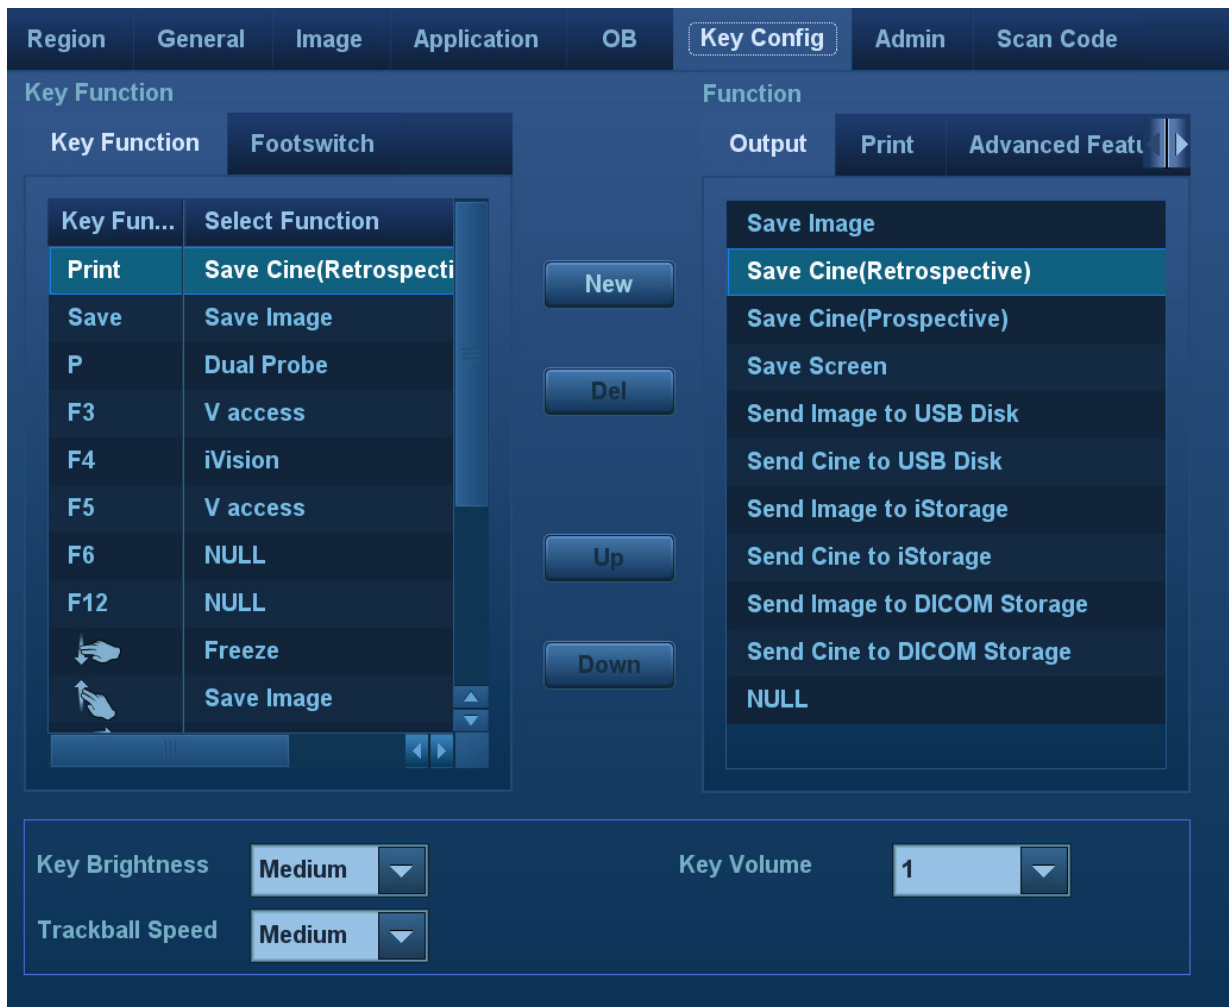 Region General Image Application OB Key Config Admin Scan Code
Key Function
Key Function Footswitch
Key Fun... Select Function
Print Save Cine(Retrospecti
Save Save Image
P Dual Probe
F3 V access
F4 iVision
F5 V access
F6 NULL
F12 NULL
Freeze
Save Image
New
Del
Up
Down
Function
Output Print Advanced Featu
Save Image
Save Cine(Retrospective)
Save Cine(Prospective)
Save Screen
Send Image to USB Disk
Send Cine to USB Disk
Send Image to iStorage
Send Cine to iStorage
Send Image to DICOM Storage
Send Cine to DICOM Storage
NULL
Key Brightness Medium
Key Volume 1
Trackball Speed Medium